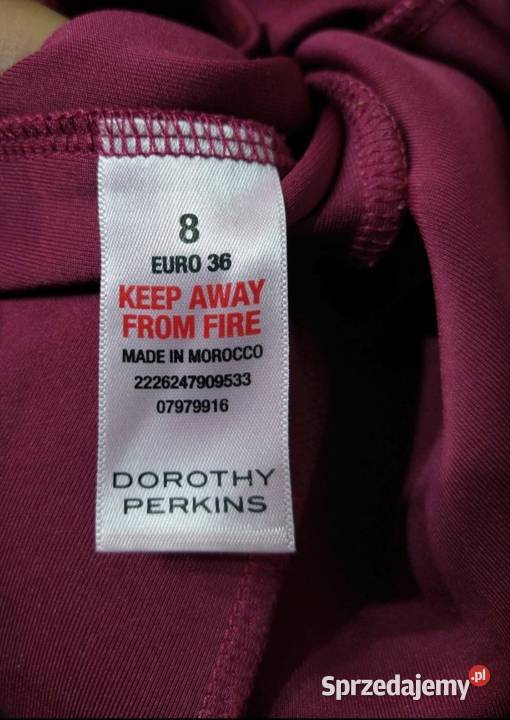 8
EURO 36
KEEP AWAY
FROM FIRE
MADE IN MOROCCO
2226247909533
07979916
DOROTHY
PERKINS
Sprzedajemy.pl